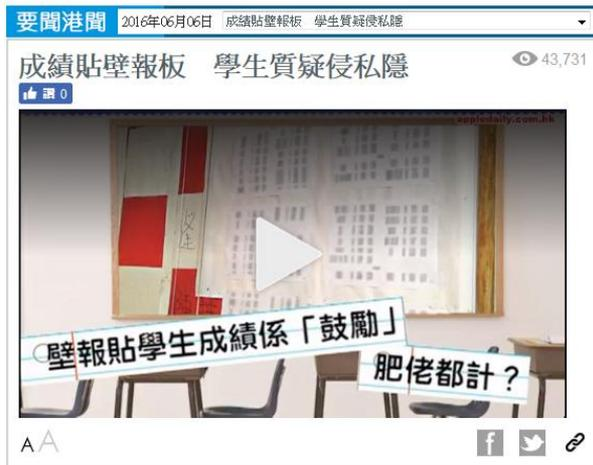 要聞港聞 2016年06月06日 成績貼壁報板 學生質疑侵私隱
成績貼壁報板 學生質疑侵私隱
43,731
讚 0
appledaily.com.hk
壁報貼學生成績係「鼓勵」
肥佬都計？
A A